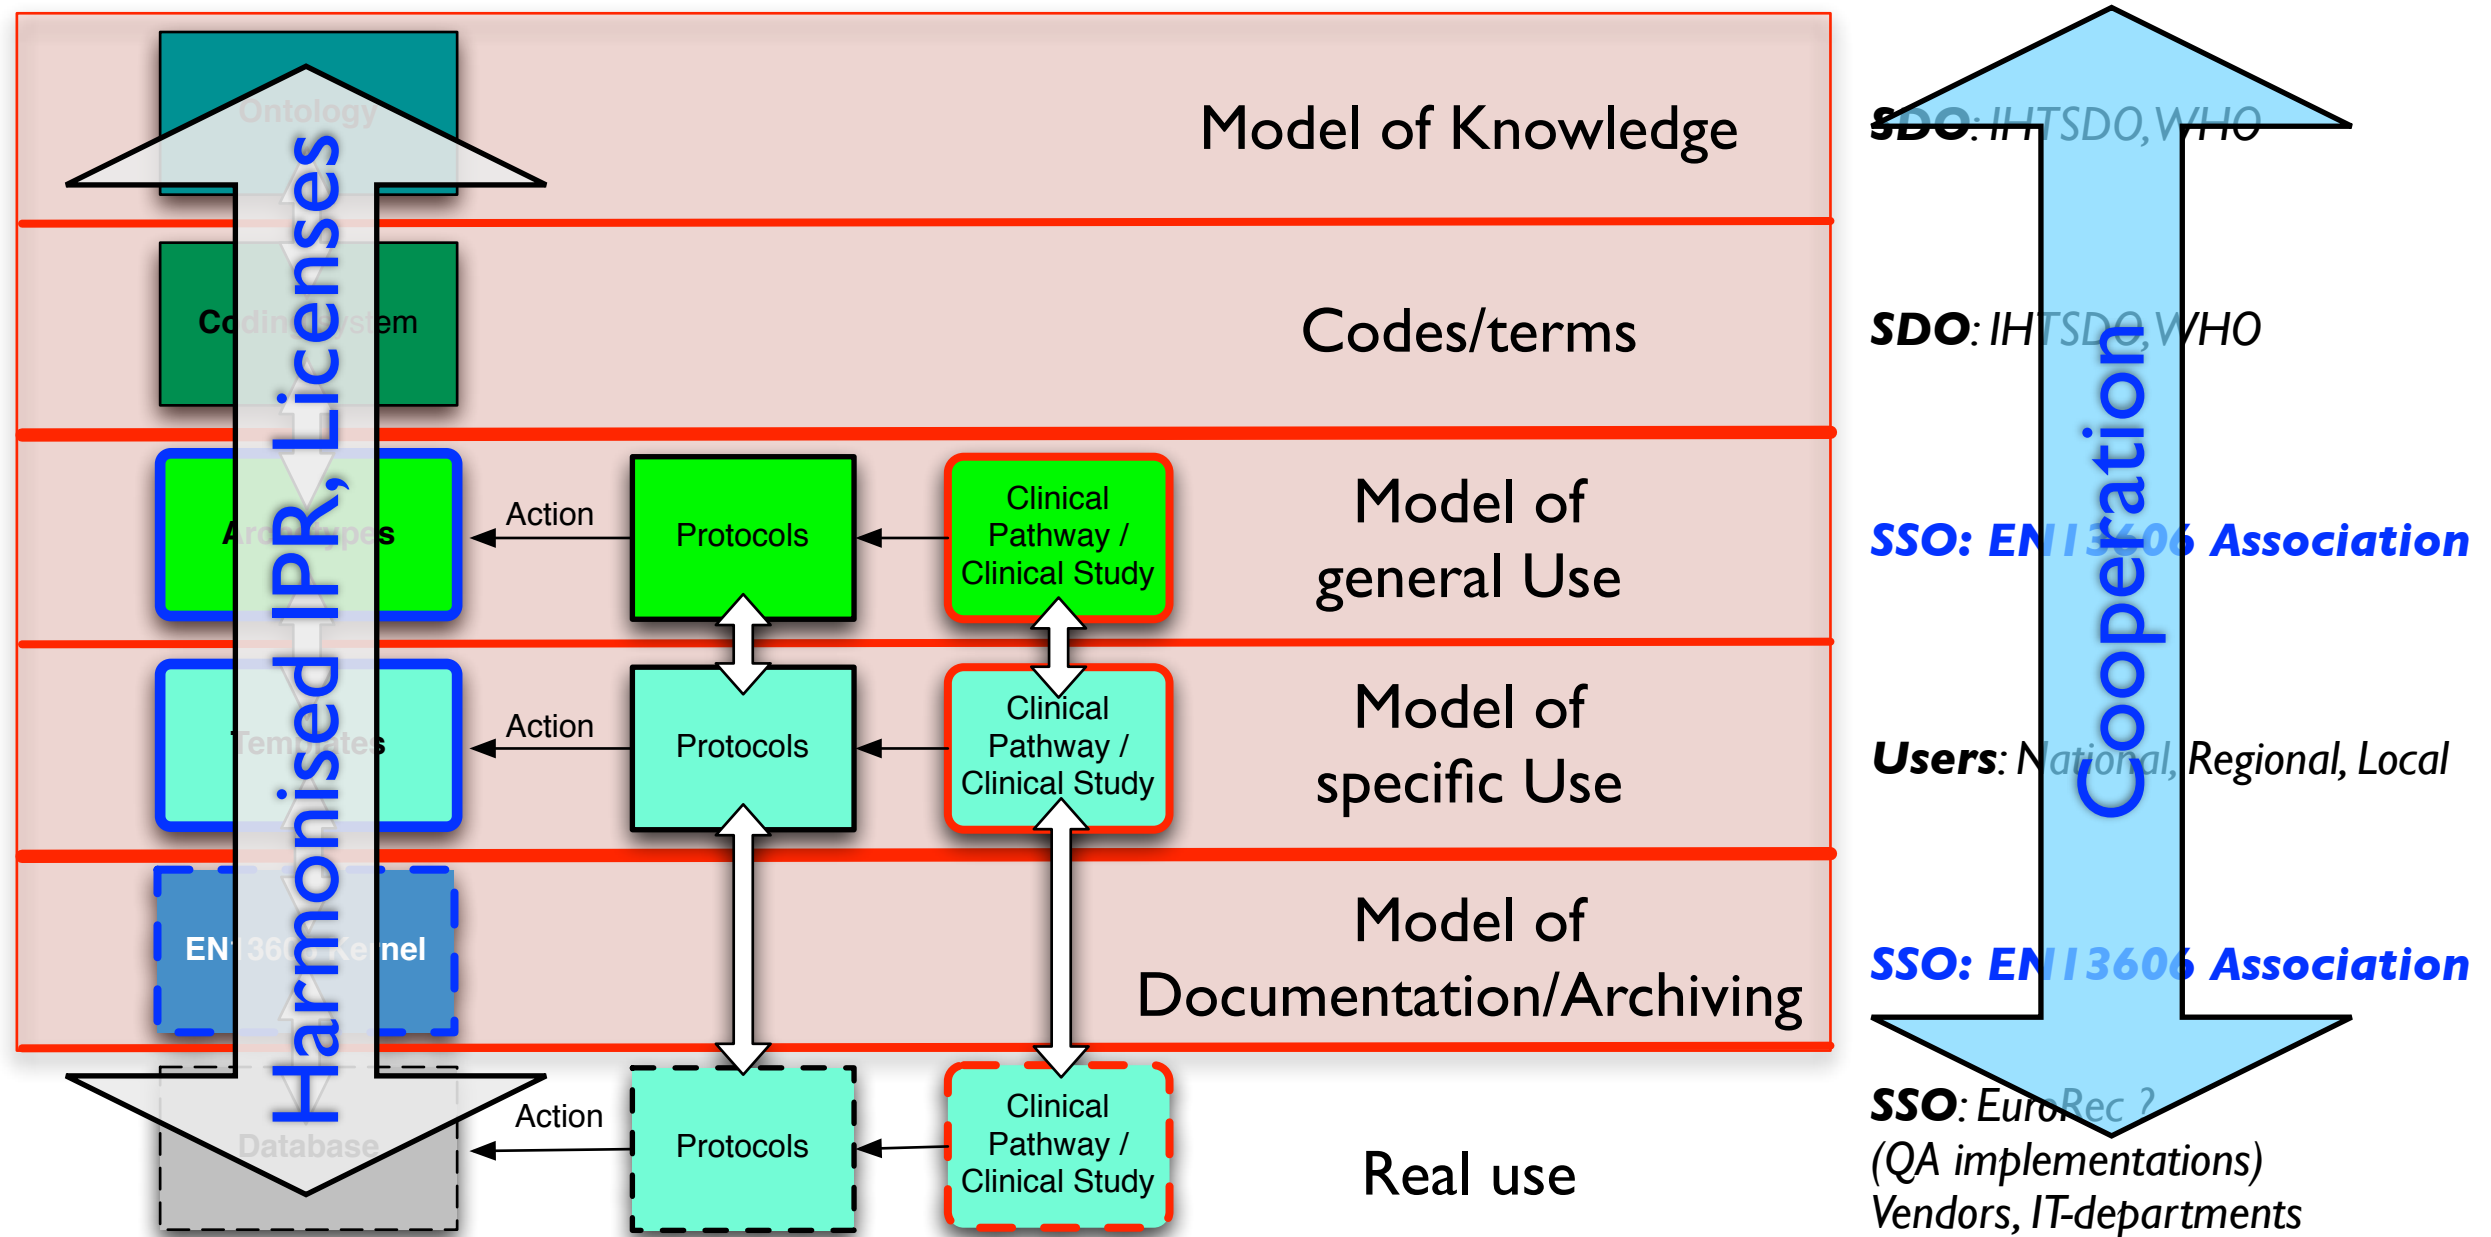 Ontology
Model of Knowledge
SDO: IHTSDO, WHO
Harmonised IPR, Licenses
Cooperation
Coding system
Codes/terms
SDO: IHTSDO, WHO
Archetypes
Action
Protocols
Clinical
Pathway /
Clinical Study
Model of
general Use
SSO: EN13606 Association
Templates
Action
Protocols
Clinical
Pathway /
Clinical Study
Model of
specific Use
Users: National, Regional, Local
EN13606 Kernel
Model of
Documentation/Archiving
SSO: EN13606 Association
Database
Action
Protocols
Clinical
Pathway /
Clinical Study
Real use
SSO: EuroRec ?
(QA implementations)
Vendors, IT-departments